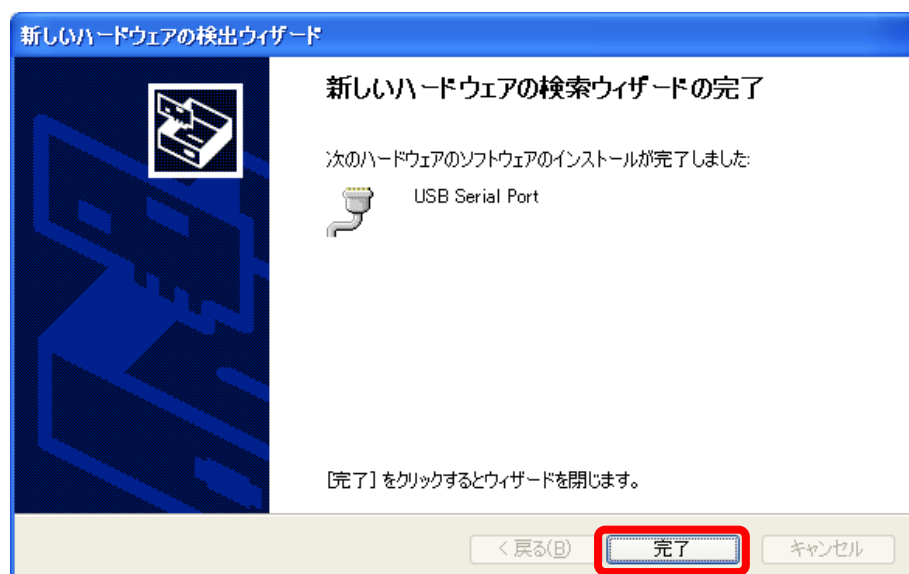 新しいハードウェアの検出ウィザード
新しいハードウェアの検索ウィザードの完了
次のハードウェアのソフトウェアのインストールが完了しました:
USB Serial Port
[完了] をクリックするとウィザードを閉じます。
< 戻る(B)
完了
キャンセル